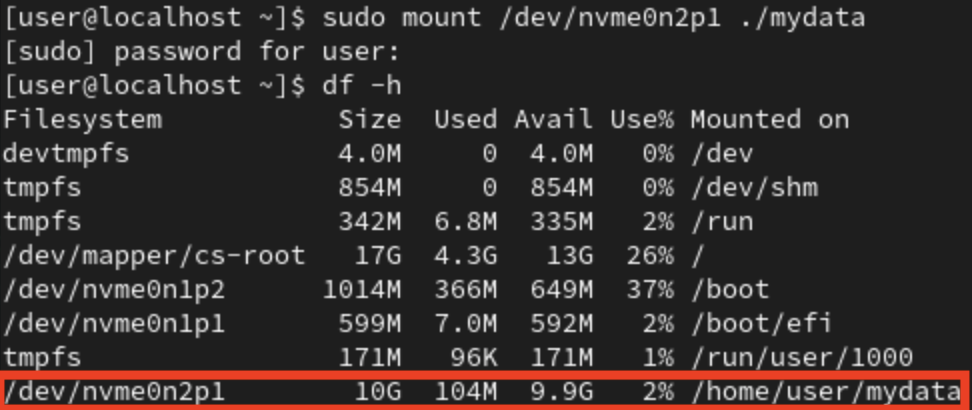 [user@localhost ~]$ sudo mount /dev/nvme0n2p1 ./mydata
[sudo] password for user:
[user@localhost ~]$ df -h
Filesystem           Size  Used Avail Use% Mounted on
devtmpfs             4.0M     0  4.0M   0% /dev
tmpfs                854M     0  854M   0% /dev/shm
tmpfs                342M  6.8M  335M   2% /run
/dev/mapper/cs-root   17G  4.3G   13G  26% /
/dev/nvme0n1p2      1014M  366M  649M  37% /boot
/dev/nvme0n1p1       599M  7.0M  592M   2% /boot/efi
tmpfs                171M   96K  171M   1% /run/user/1000
/dev/nvme0n2p1        10G  104M  9.9G   2% /home/user/mydata